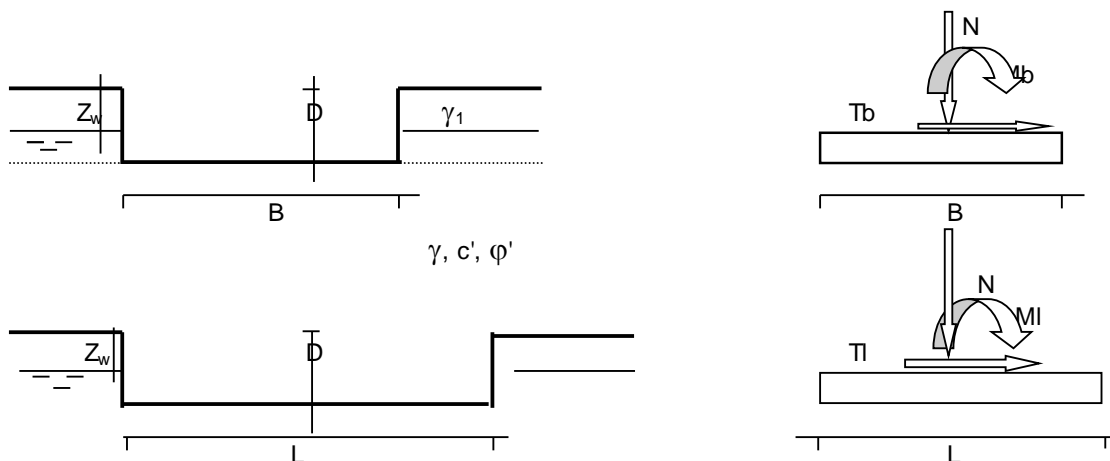 N
Zw D γ1 Mb
Tb
B B
γ, c', φ'
N
Zw D Ml
Tl
L L